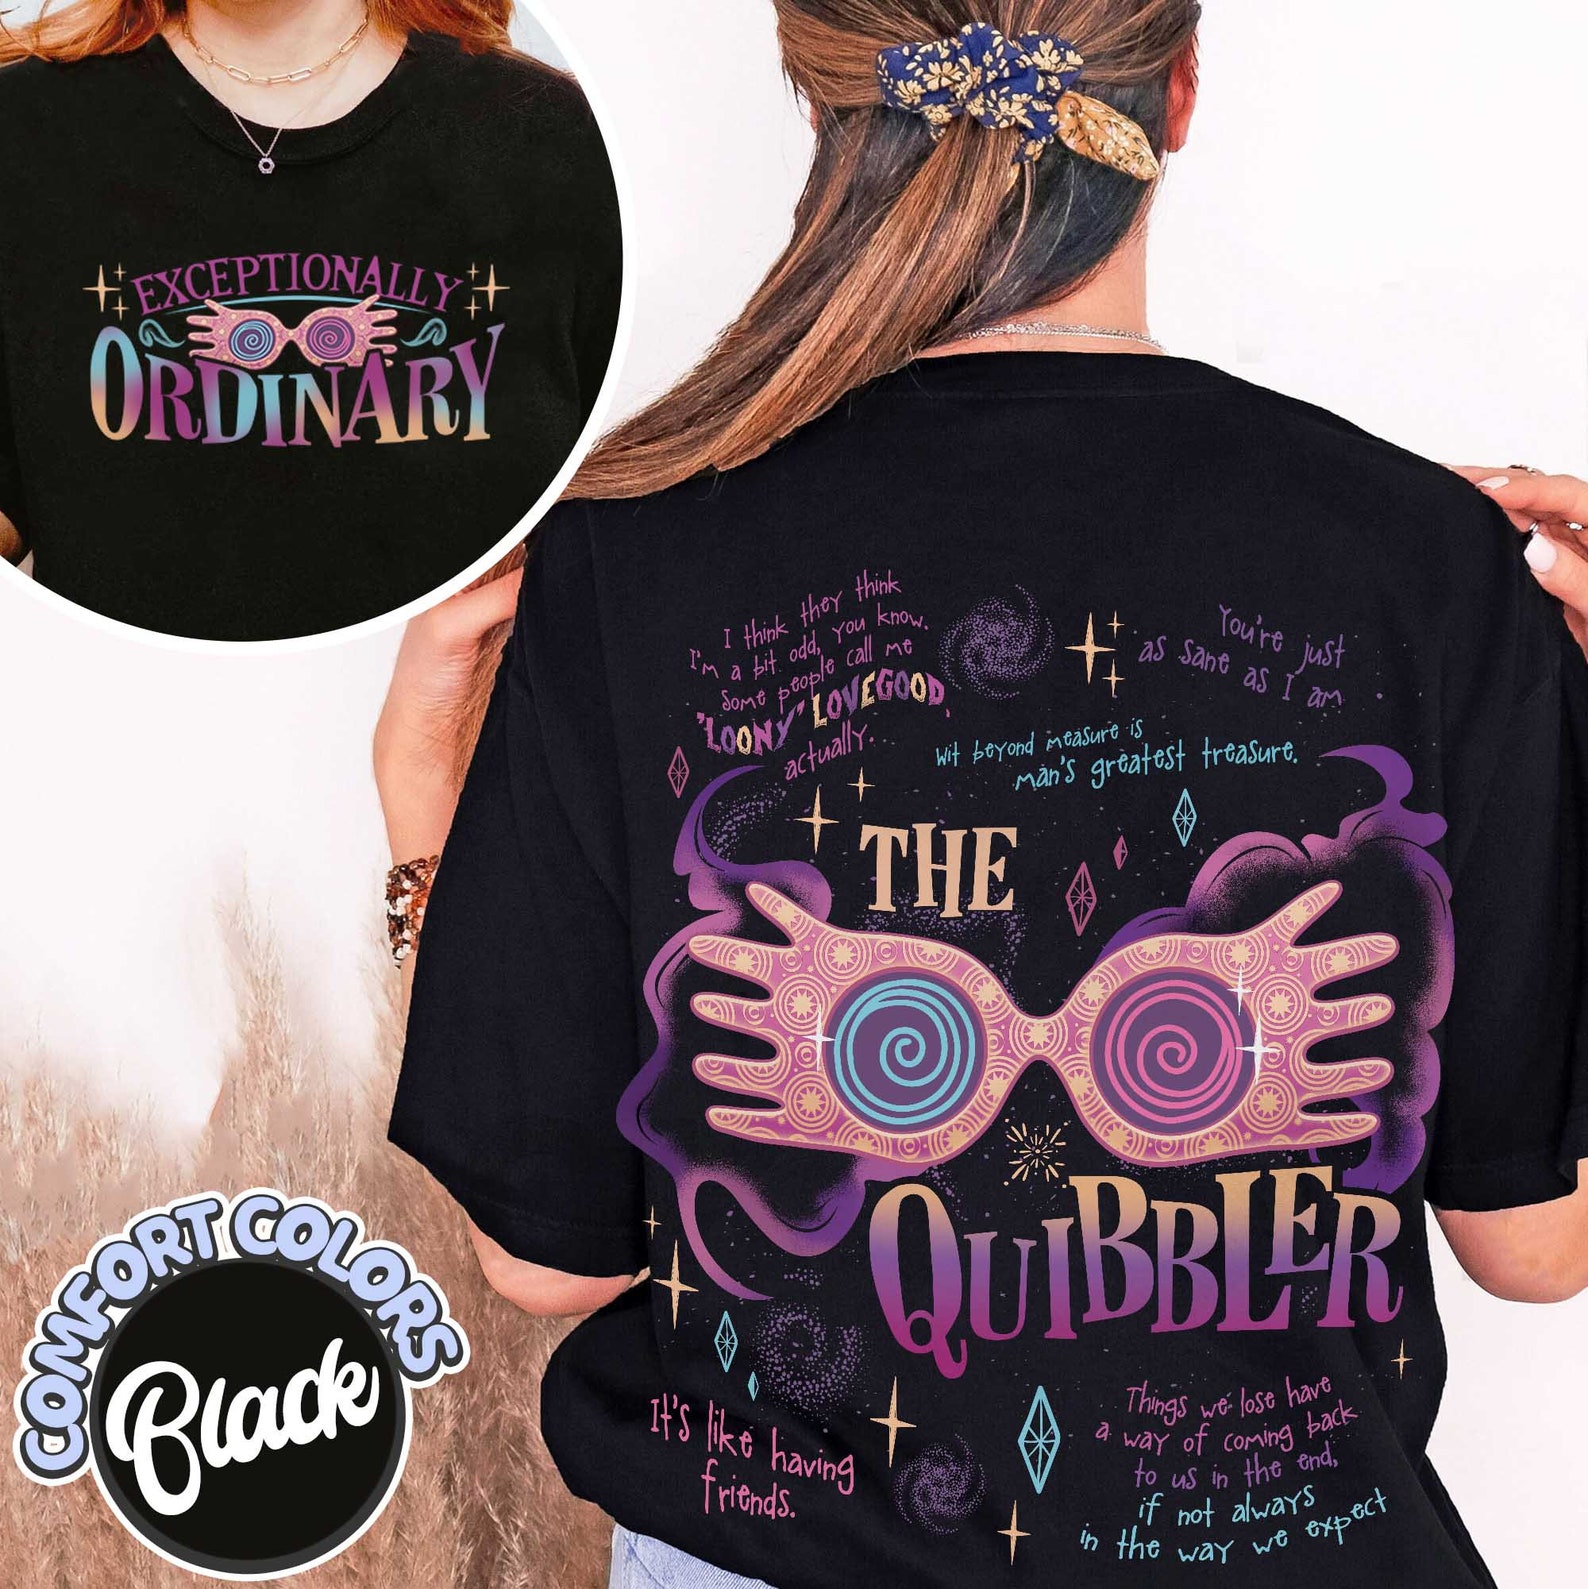 EXCEPTIONALLY
ORDINARY
I think they think
I'm a bit odd, you know.
Some people call me
"LOONY" LOVEGOOD,
actually.
You're just
as sane as I am
Wit beyond measure is
man's greatest treasure.
THE
QUIBBLER
It's like having
friends.
Things we lose have
a way of coming back
to us in the end,
if not always
in the way we expect
COMFORT COLORS
Black